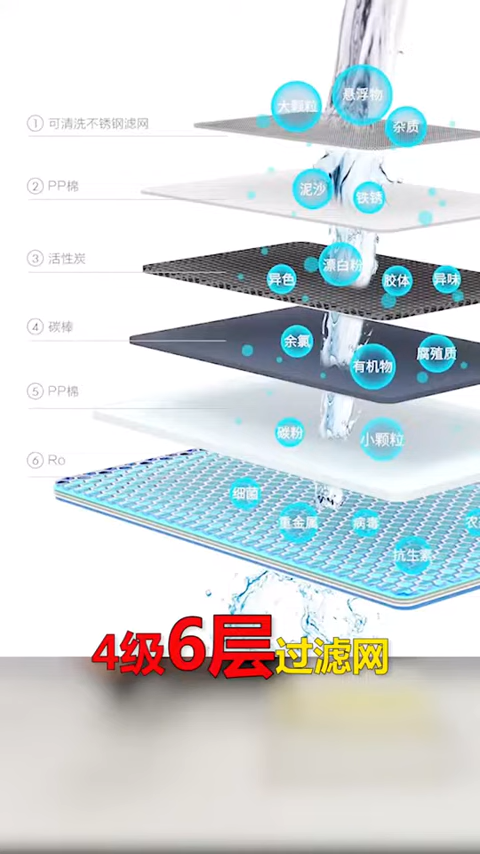 大颗粒
悬浮物
杂质
① 可清洗不锈钢滤网
泥沙
铁锈
② PP棉
③ 活性炭
漂白粉
异色
胶体
异味
④ 碳棒
余氯
有机物
腐殖质
⑤ PP棉
碳粉
小颗粒
⑥ Ro
细菌
重金属
病毒
抗生素
4级6层过滤网